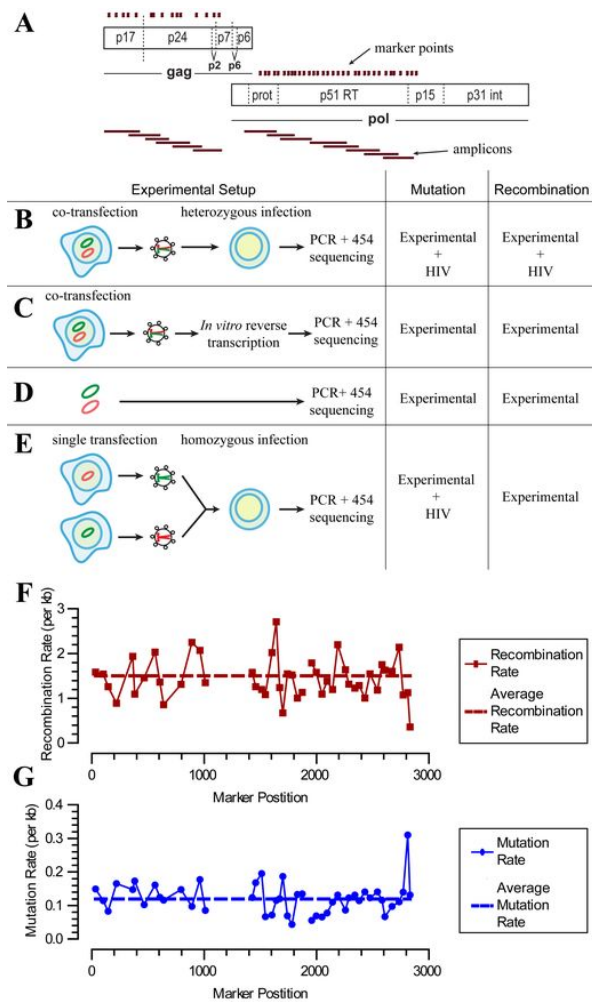 A
p17
p24
p7
p6
p2
p6
gag
marker points
prot
p51 RT
p15
p31 int
pol
amplicons
Experimental Setup
Mutation
Recombination
B
co-transfection
heterozygous infection
PCR + 454
sequencing
Experimental
+
HIV
Experimental
+
HIV
C
co-transfection
In vitro reverse
transcription
PCR + 454
sequencing
Experimental
Experimental
D
PCR+ 454
sequencing
Experimental
Experimental
E
single transfection
homozygous infection
PCR + 454
sequencing
Experimental
+
HIV
Experimental
F
Recombination Rate (per kb)
3
2
1
0
0
1000
2000
3000
Marker Postition
Recombination
Rate
Average
Recombination
Rate
G
Mutation Rate (per kb)
0.4
0.3
0.2
0.1
0.0
0
1000
2000
3000
Marker Postition
Mutation
Rate
Average
Mutation
Rate